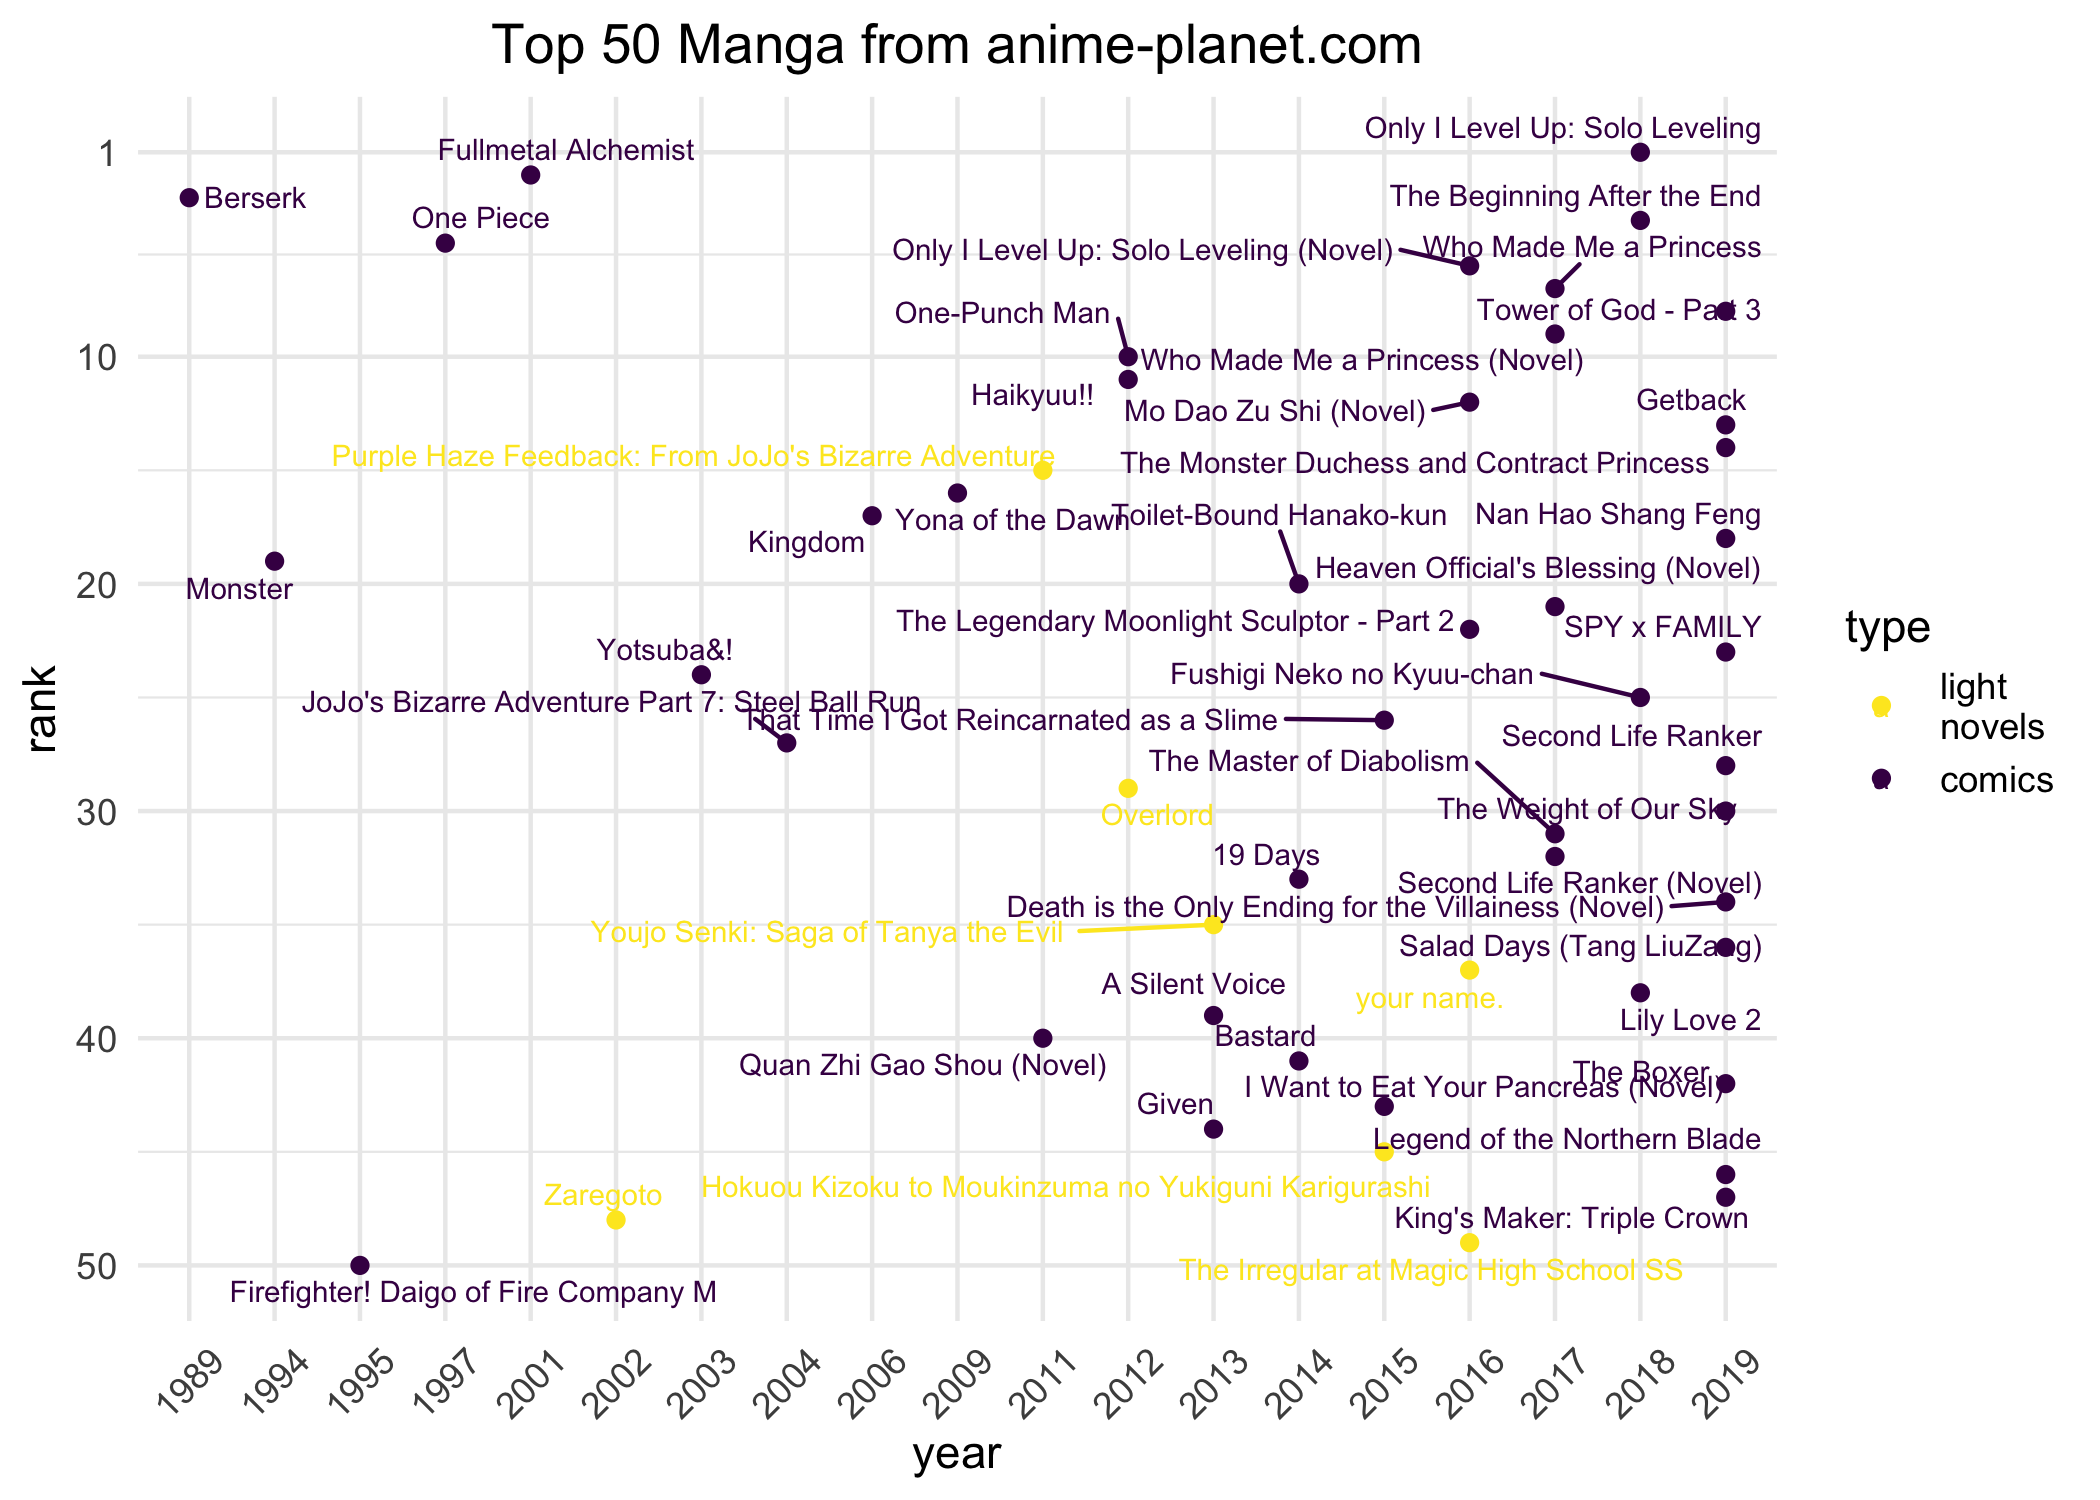 Top 50 Manga from anime-planet.com
Only I Level Up: Solo Leveling
1
Fullmetal Alchemist
Berserk
The Beginning After the End
One Piece
Only I Level Up: Solo Leveling (Novel)
Who Made Me a Princess
One-Punch Man
Tower of God - Part 3
10
Who Made Me a Princess (Novel)
Haikyuu!!
Getback
Mo Dao Zu Shi (Novel)
Purple Haze Feedback: From JoJo's Bizarre Adventure
The Monster Duchess and Contract Princess
Yona of the Dawn
Toilet-Bound Hanako-kun
Nan Hao Shang Feng
Kingdom
Heaven Official's Blessing (Novel)
20
Monster
The Legendary Moonlight Sculptor - Part 2
SPY x FAMILY
Yotsuba&!
Fushigi Neko no Kyuu-chan
JoJo's Bizarre Adventure Part 7: Steel Ball Run
That Time I Got Reincarnated as a Slime
Second Life Ranker
The Master of Diabolism
30
The Weight of Our Sky
Overlord
19 Days
Second Life Ranker (Novel)
Death is the Only Ending for the Villainess (Novel)
Youjo Senki: Saga of Tanya the Evil
Salad Days (Tang LiuZang)
A Silent Voice
your name.
Lily Love 2
40
Bastard
Quan Zhi Gao Shou (Novel)
The Boxer
I Want to Eat Your Pancreas (Novel)
Given
Legend of the Northern Blade
Hokuou Kizoku to Moukinzuma no Yukiguni Karigurashi
Zaregoto
King's Maker: Triple Crown
50
The Irregular at Magic High School SS
Firefighter! Daigo of Fire Company M
rank
1989
1994
1995
1997
2001
2002
2003
2004
2006
2009
2011
2012
2013
2014
2015
2016
2017
2018
2019
year
type
light
novels
comics